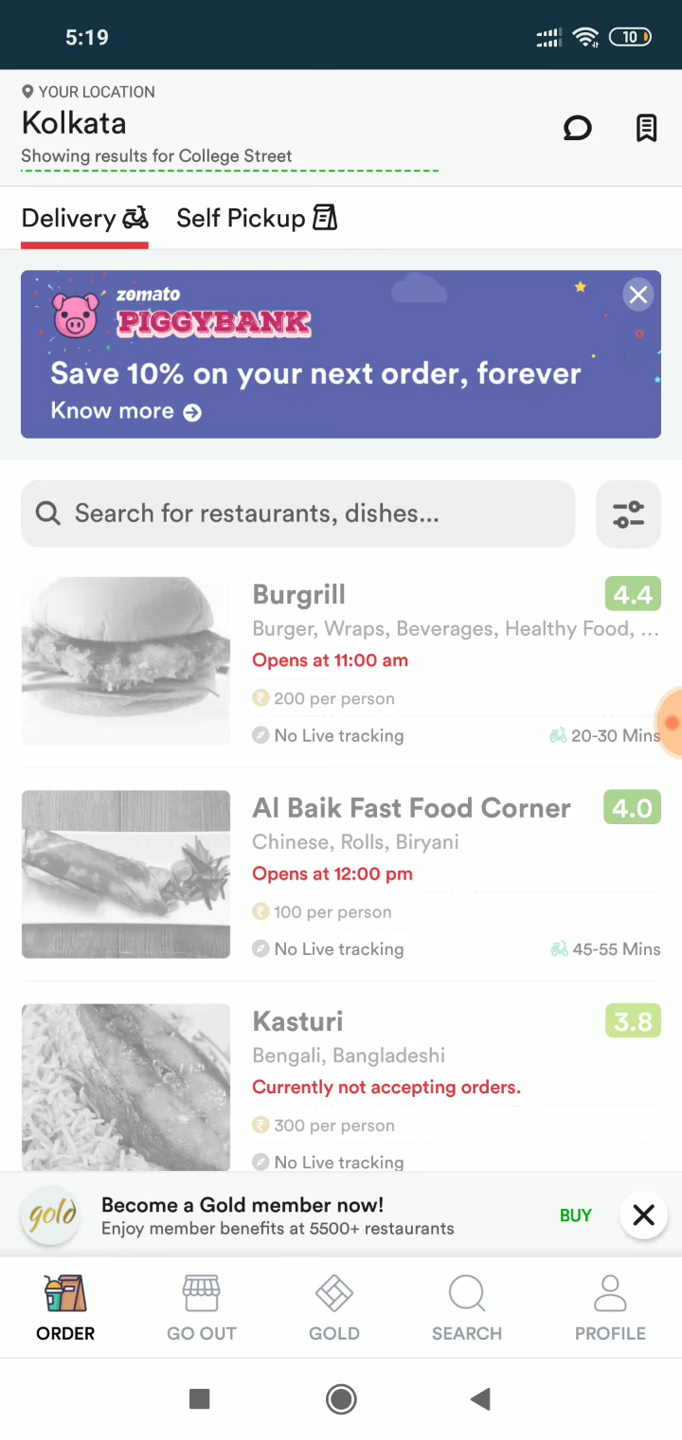 5:19
10
YOUR LOCATION
Kolkata
Showing results for College Street
Delivery
Self Pickup
zomato
PIGGYBANK
Save 10% on your next order, forever
Know more
Search for restaurants, dishes...
Burgrill
4.4
Burger, Wraps, Beverages, Healthy Food, ...
Opens at 11:00 am
200 per person
No Live tracking
20-30 Mins
Al Baik Fast Food Corner
4.0
Chinese, Rolls, Biryani
Opens at 12:00 pm
100 per person
No Live tracking
45-55 Mins
Kasturi
3.8
Bengali, Bangladeshi
Currently not accepting orders.
300 per person
No Live tracking
gold
Become a Gold member now!
Enjoy member benefits at 5500+ restaurants
BUY
ORDER
GO OUT
GOLD
SEARCH
PROFILE